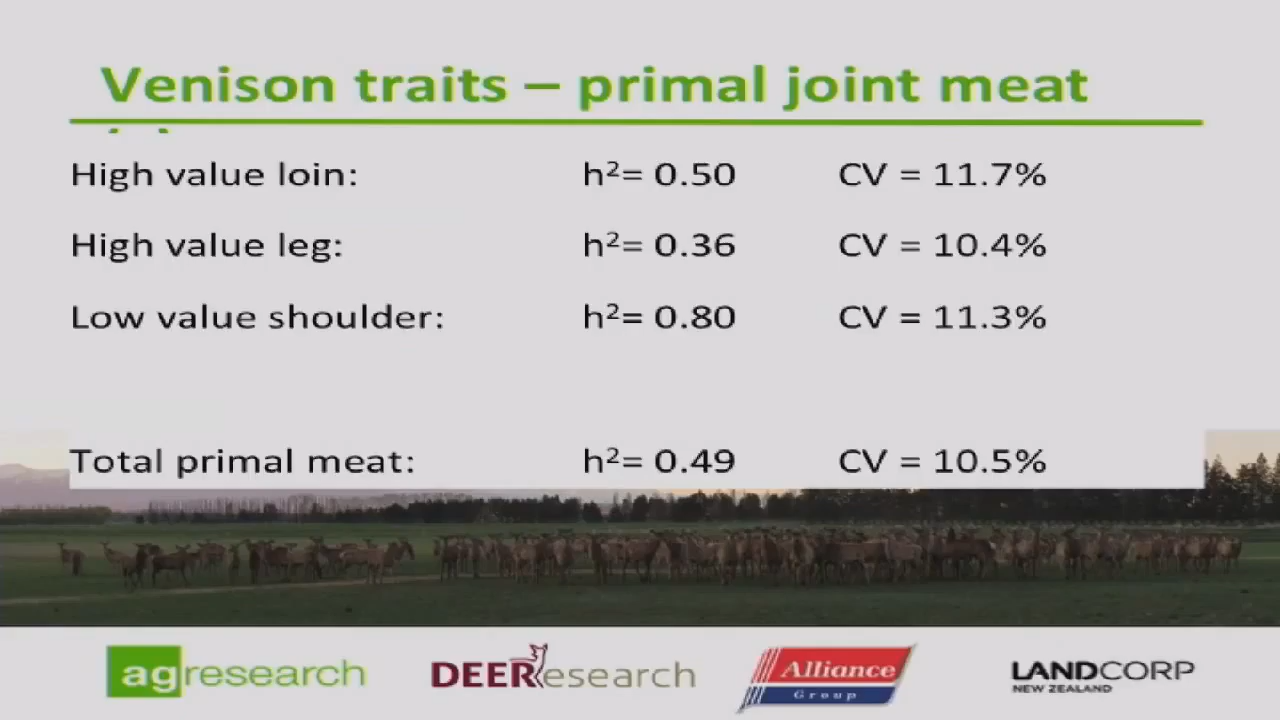 Venison traits – primal joint meat
High value loin: h²= 0.50 CV = 11.7%
High value leg: h²= 0.36 CV = 10.4%
Low value shoulder: h²= 0.80 CV = 11.3%
Total primal meat: h²= 0.49 CV = 10.5%
agresearch
DEEResearch
Alliance
Group
LANDCORP
NEW ZEALAND